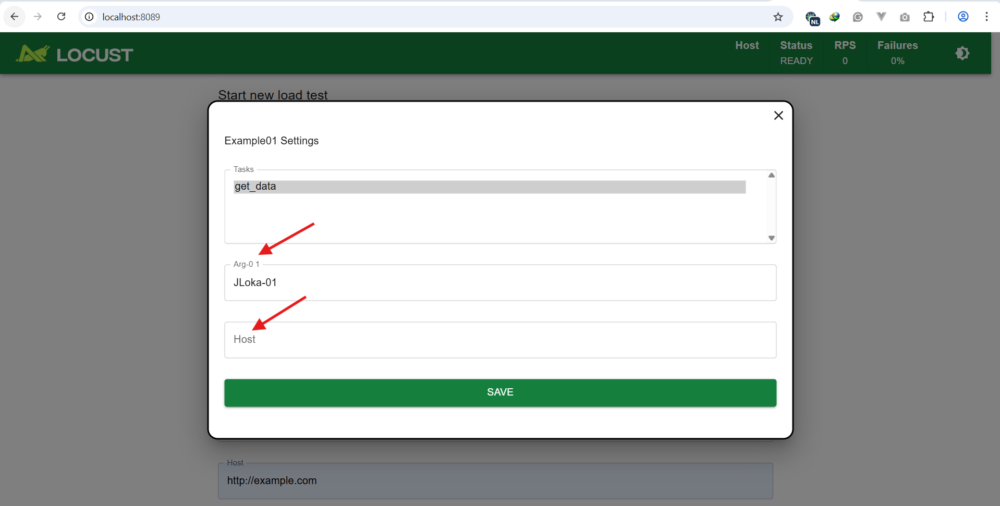 localhost:8089
NL
LOCUST
Host
Status
READY
RPS
0
Failures
0%
Start new load test
Example01 Settings
Tasks
get_data
Arg-0 1
JLoka-01
Host
SAVE
Host
http://example.com